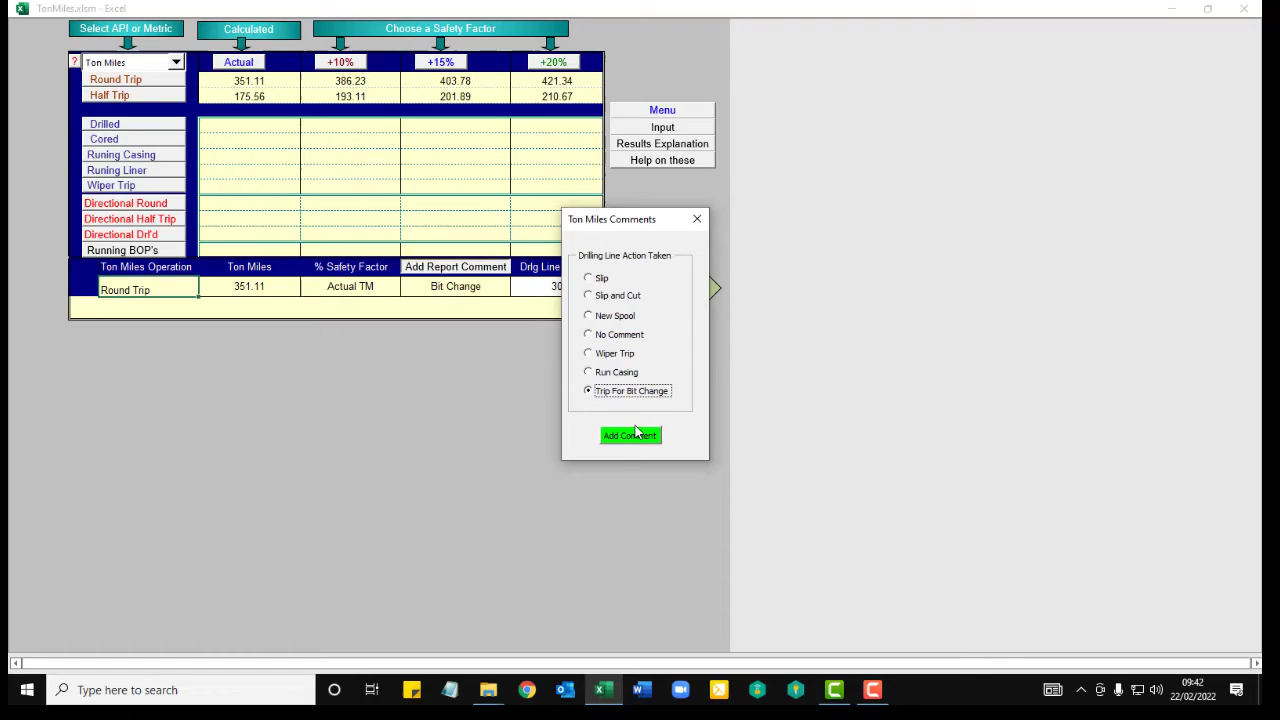 TonMiles.xlsm - Excel
Select API or Metric
Calculated
Choose a Safety Factor
? Ton Miles Actual +10% +15% +20%
Round Trip 351.11 386.23 403.78 421.34
Half Trip 175.56 193.11 201.89 210.67
Menu
Input
Results Explanation
Help on these
Drilled
Cored
Runing Casing
Runing Liner
Wiper Trip
Directional Round
Directional Half Trip
Directional Drl'd
Running BOP's
Ton Miles Operation Ton Miles % Safety Factor Add Report Comment Drlg Line
Round Trip 351.11 Actual TM Bit Change 30
Ton Miles Comments
Drilling Line Action Taken
Slip
Slip and Cut
New Spool
No Comment
Wiper Trip
Run Casing
Trip For Bit Change
Add Comment
Type here to search
09:42
22/02/2022